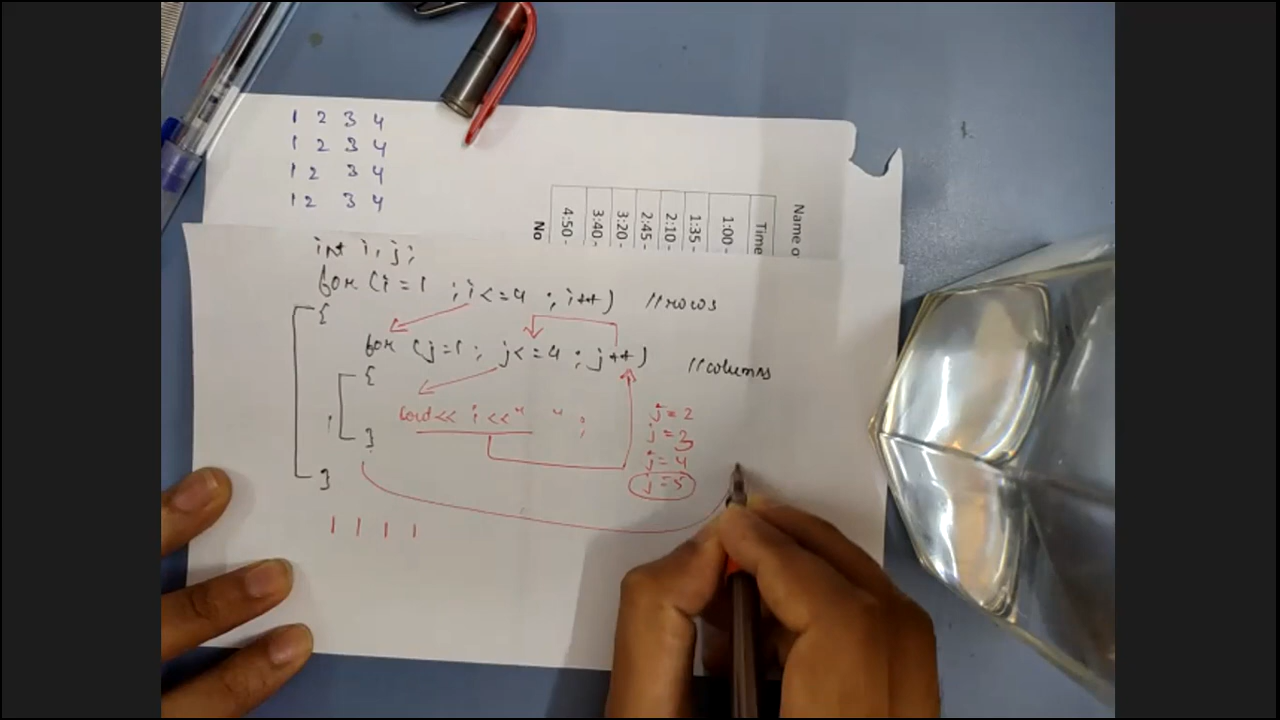 1 2 3 4
1 2 3 4
1 2 3 4
1 2 3 4
Name o
Time
1:00 -
1:35 -
2:10 -
2:45 -
3:20 -
3:40 -
4:50 -
No
int i, j;
for (i=1 ; i<=4 ; i++) //rows
{
for (j=1; j<=4; j++) //columns
{
cout<< i <<" " ;
}
}
j=2
j=3
j=4
j=5
1 1 1 1